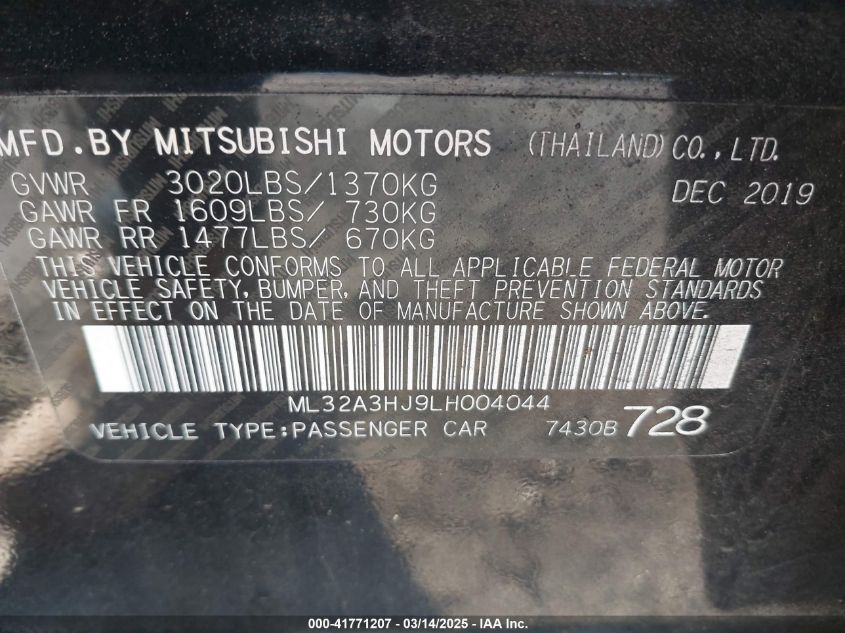 MFD.BY MITSUBISHI MOTORS (THAILAND) CO.,LTD.
GVWR 3020LBS/1370KG DEC 2019
GAWR FR 1609LBS/ 730KG
GAWR RR 1477LBS/ 670KG
THIS VEHICLE CONFORMS TO ALL APPLICABLE FEDERAL MOTOR
VEHICLE SAFETY, BUMPER, AND THEFT PREVENTION STANDARDS
IN EFFECT ON THE DATE OF MANUFACTURE SHOWN ABOVE.
ML32A3HJ9LH004044
VEHICLE TYPE:PASSENGER CAR 7430B 728
000-41771207 - 03/14/2025 - IAA Inc.